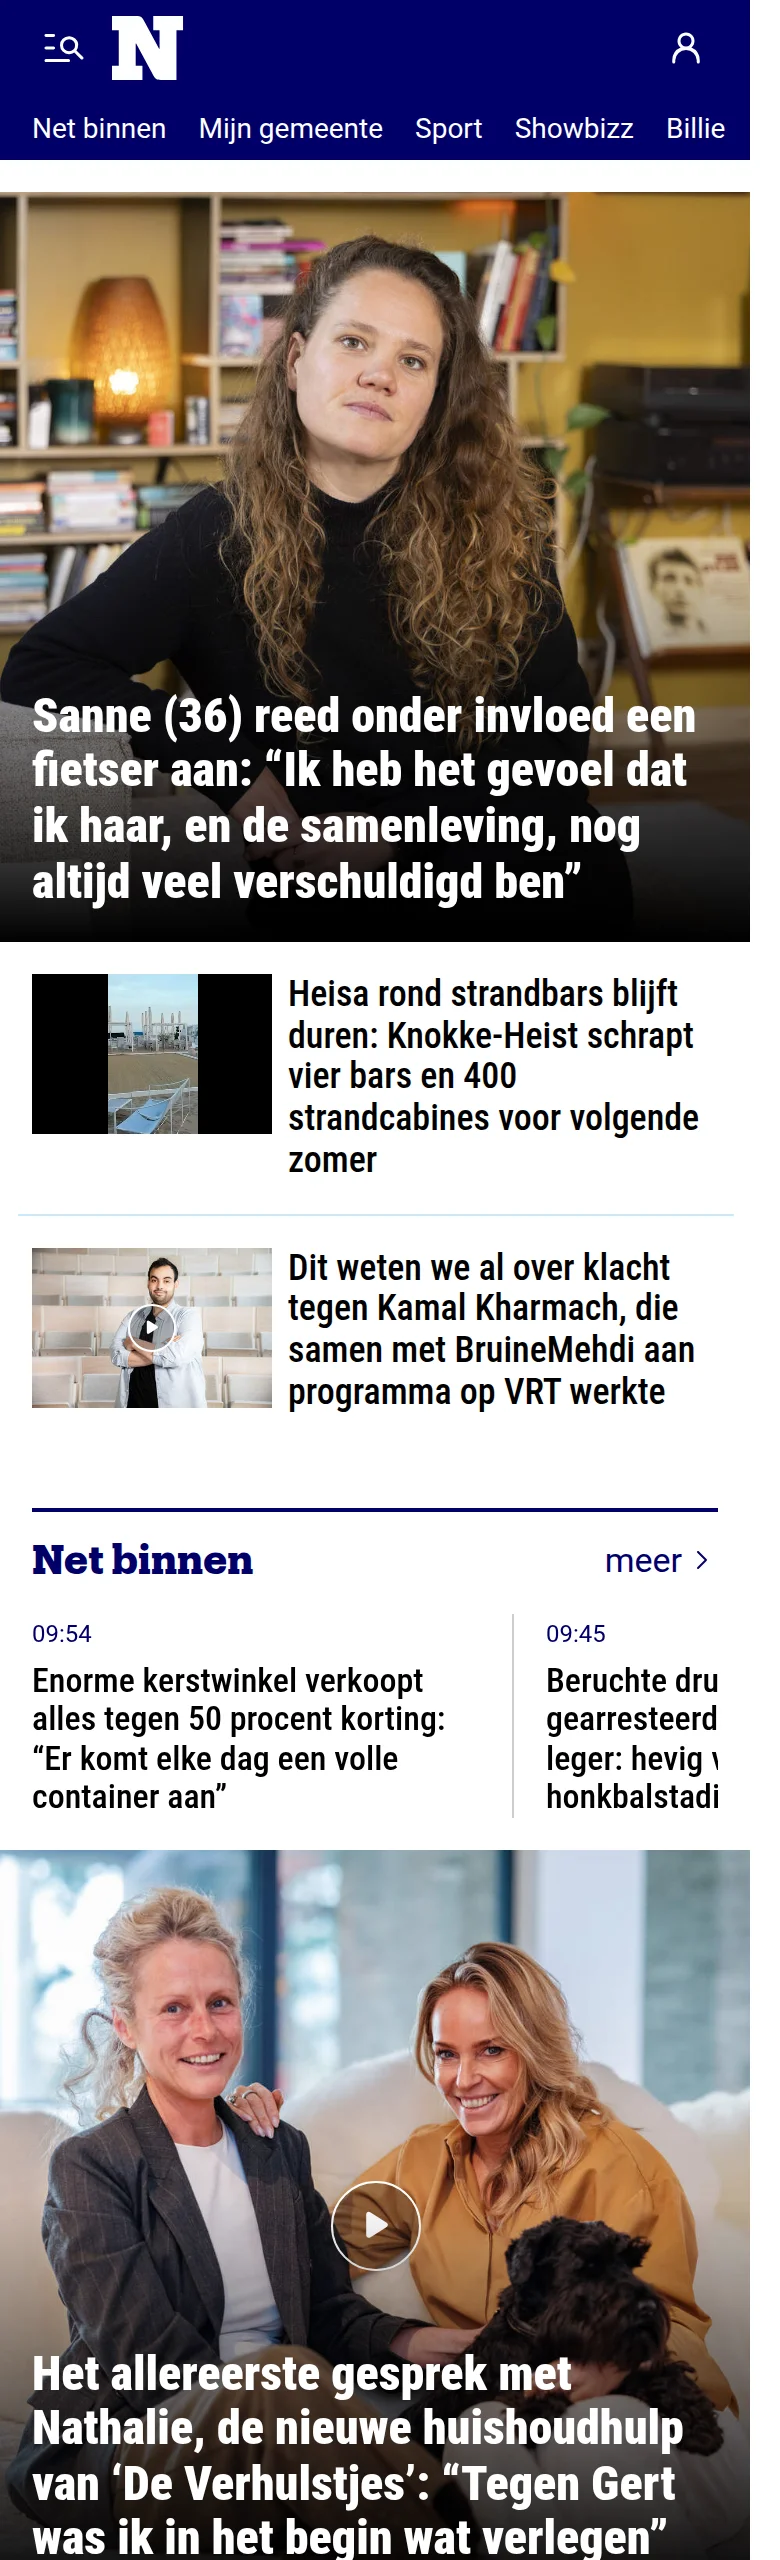 N
Net binnen Mijn gemeente Sport Showbizz Billie
Sanne (36) reed onder invloed een
fietser aan: “Ik heb het gevoel dat
ik haar, en de samenleving, nog
altijd veel verschuldigd ben”
Heisa rond strandbars blijft
duren: Knokke-Heist schrapt
vier bars en 400
strandcabines voor volgende
zomer
Dit weten we al over klacht
tegen Kamal Kharmach, die
samen met BruineMehdi aan
programma op VRT werkte
Net binnen meer
09:54
Enorme kerstwinkel verkoopt
alles tegen 50 procent korting:
“Er komt elke dag een volle
container aan”
09:45
Beruchte dru
gearresteerd
leger: hevig
honkbalstadi
Het allereerste gesprek met
Nathalie, de nieuwe huishoudhulp
van ‘De Verhulstjes’: “Tegen Gert
was ik in het begin wat verlegen”